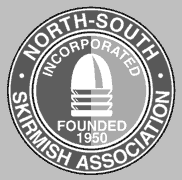 NORTH-SOUTH
SKIRMISH ASSOCIATION
INCORPORATED
FOUNDED
1950